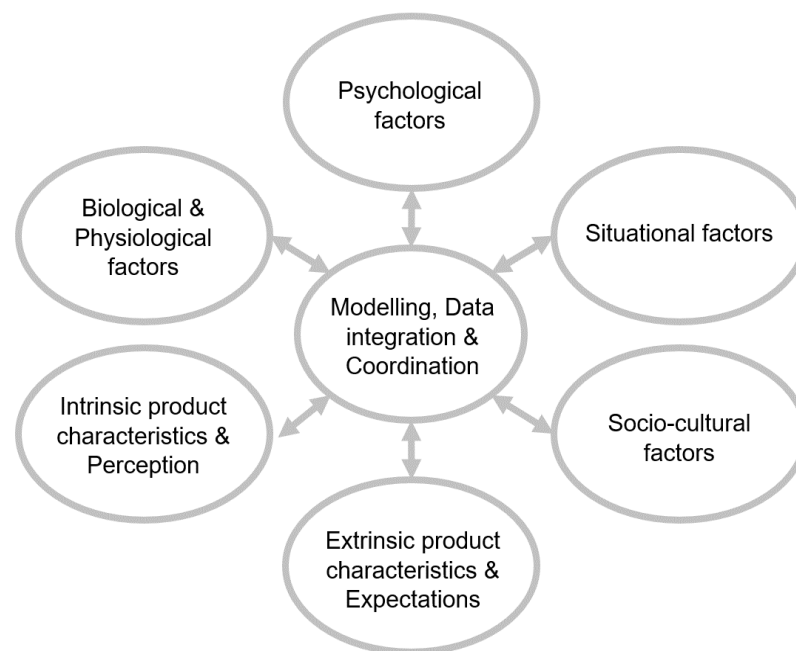 Psychological
factors
Biological &
Physiological
factors
Situational factors
Modelling, Data
integration &
Coordination
Intrinsic product
characteristics &
Perception
Socio-cultural
factors
Extrinsic product
characteristics &
Expectations